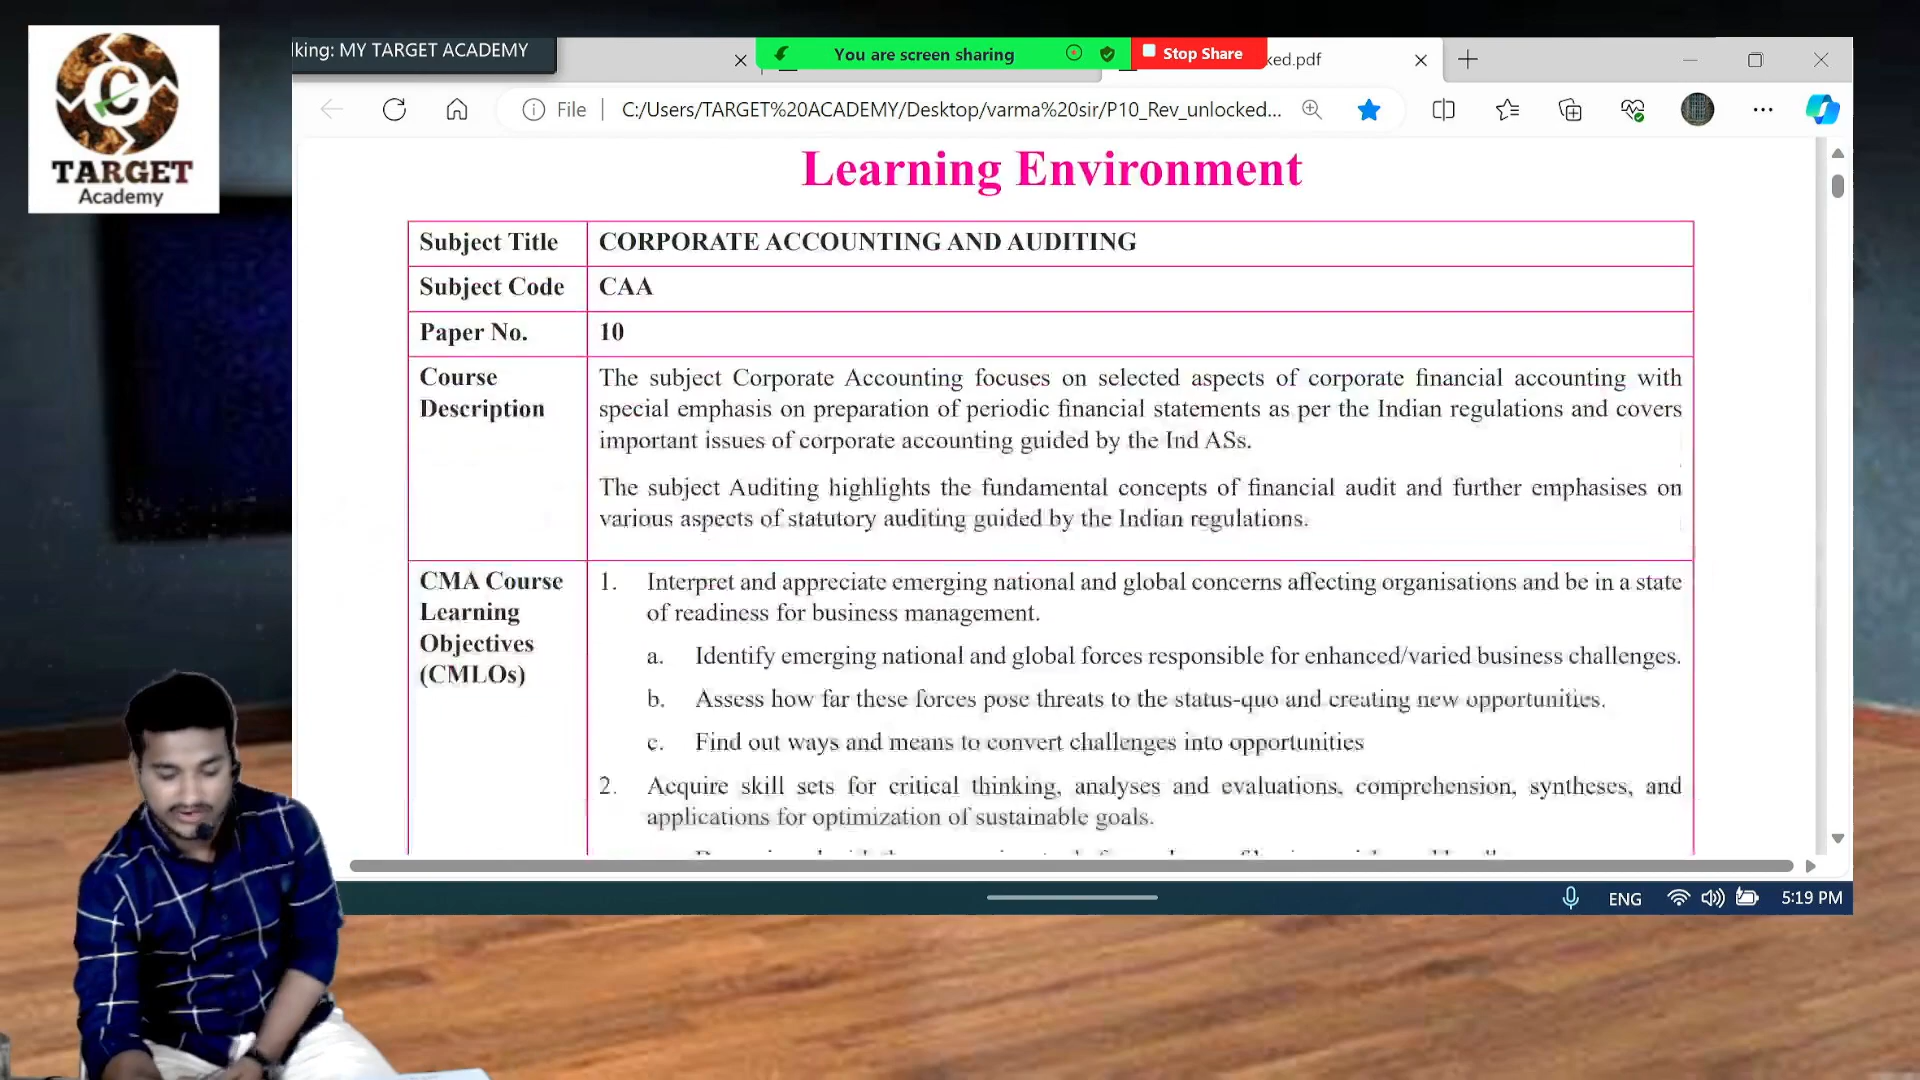 C
TARGET
Academy
lking: MY TARGET ACADEMY
You are screen sharing
Stop Share
ked.pdf
File
C:/Users/TARGET%20ACADEMY/Desktop/varma%20sir/P10_Rev_unlocked...
Learning Environment
Subject Title
CORPORATE ACCOUNTING AND AUDITING
Subject Code
CAA
Paper No.
10
Course
Description
The subject Corporate Accounting focuses on selected aspects of corporate financial accounting with
special emphasis on preparation of periodic financial statements as per the Indian regulations and covers
important issues of corporate accounting guided by the Ind ASs.
The subject Auditing highlights the fundamental concepts of financial audit and further emphasises on
various aspects of statutory auditing guided by the Indian regulations.
CMA Course
Learning
Objectives
(CMLOs)
1. Interpret and appreciate emerging national and global concerns affecting organisations and be in a state
of readiness for business management.
a. Identify emerging national and global forces responsible for enhanced/varied business challenges.
b. Assess how far these forces pose threats to the status-quo and creating new opportunities.
c. Find out ways and means to convert challenges into opportunities
2. Acquire skill sets for critical thinking, analyses and evaluations, comprehension, syntheses, and
applications for optimization of sustainable goals.
ENG
5:19 PM